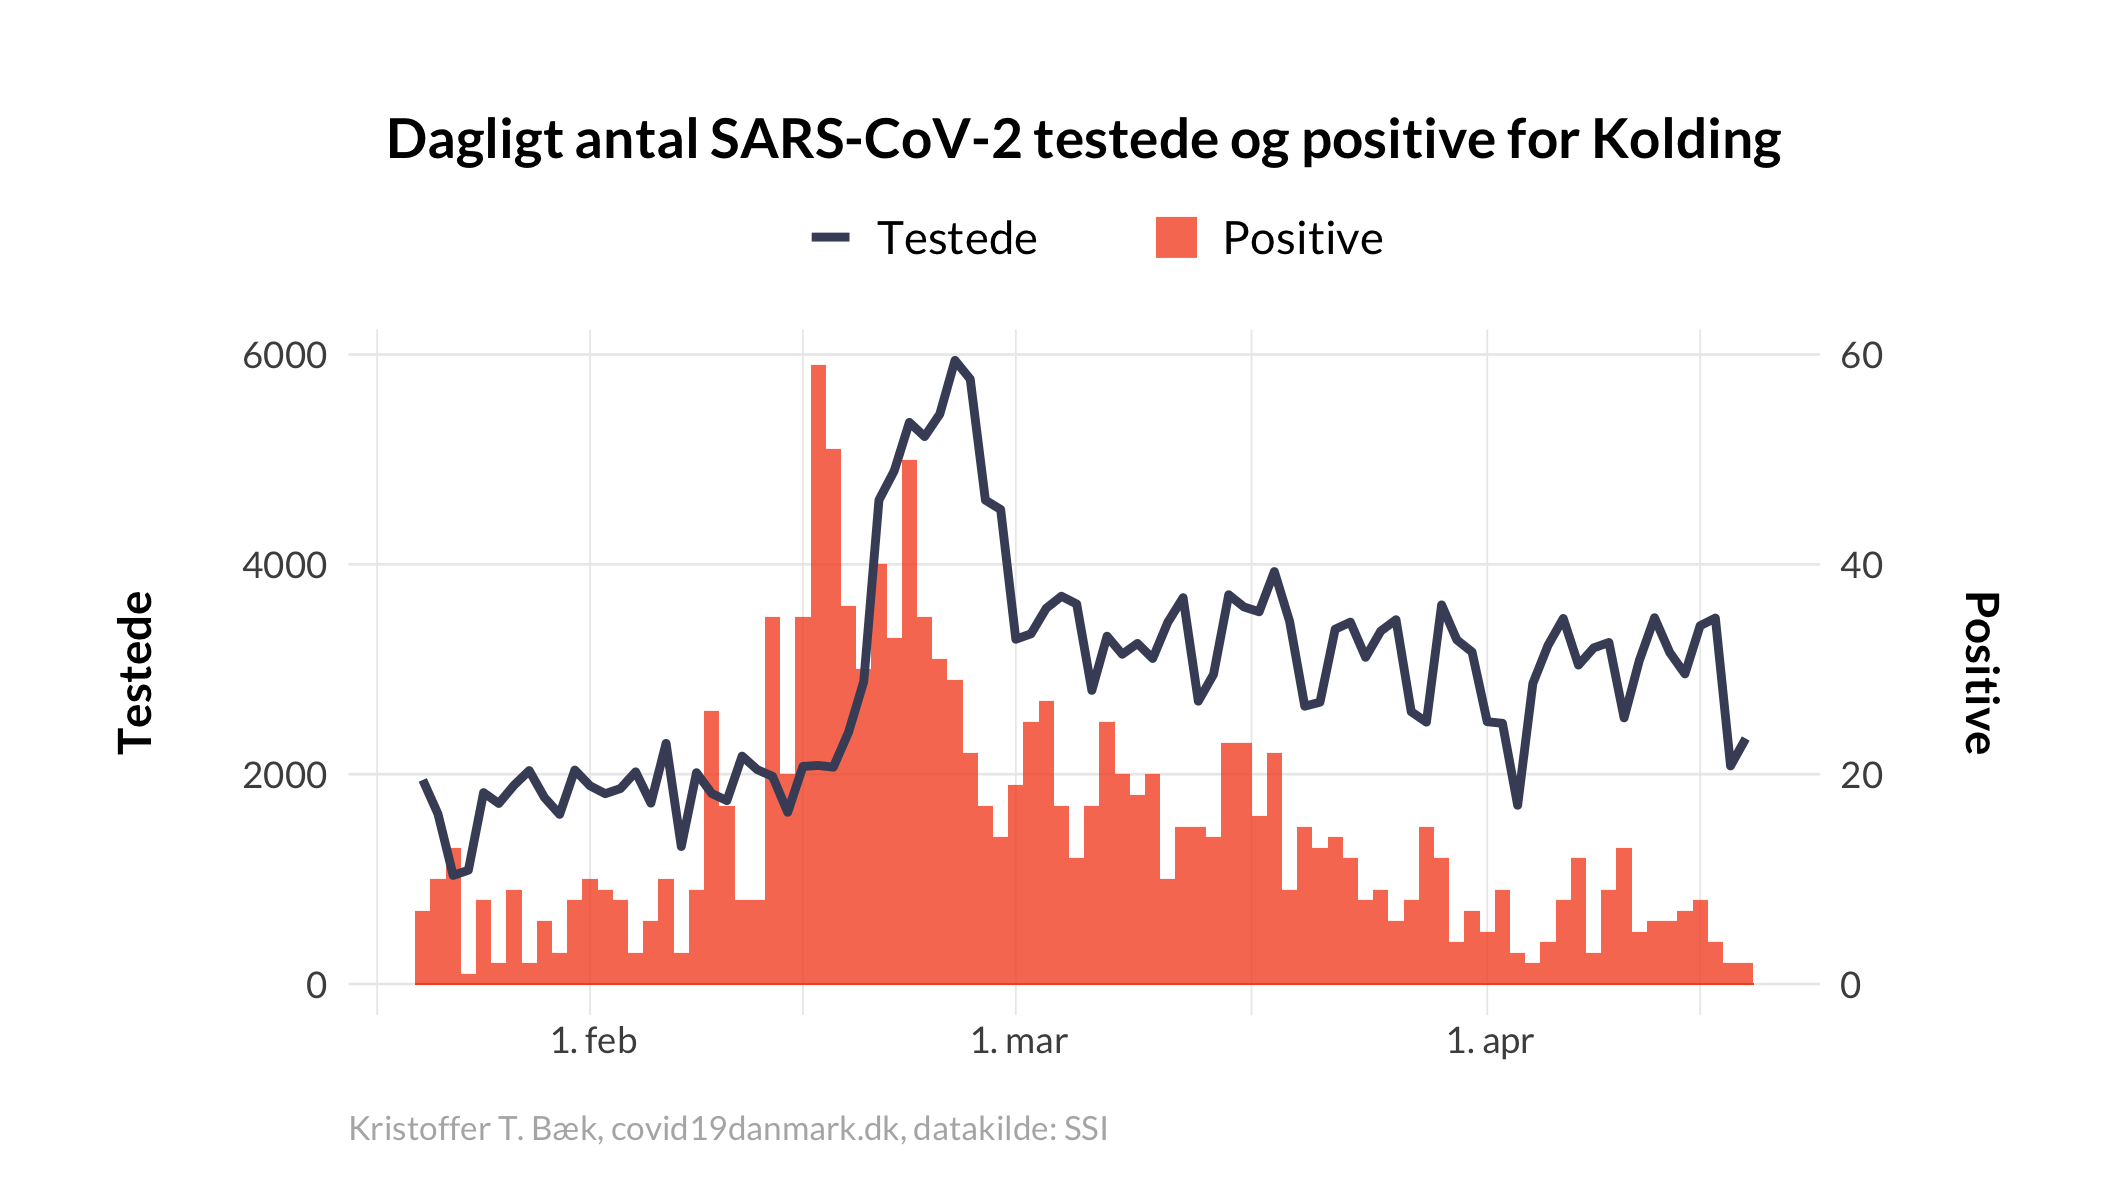 Dagligt antal SARS-CoV-2 testede og positive for Kolding
Testede Positive
6000 60
4000 40
2000 20
0 0
Testede
Positive
1. feb 1. mar 1. apr
Kristoffer T. Bæk, covid19danmark.dk, datakilde: SSI